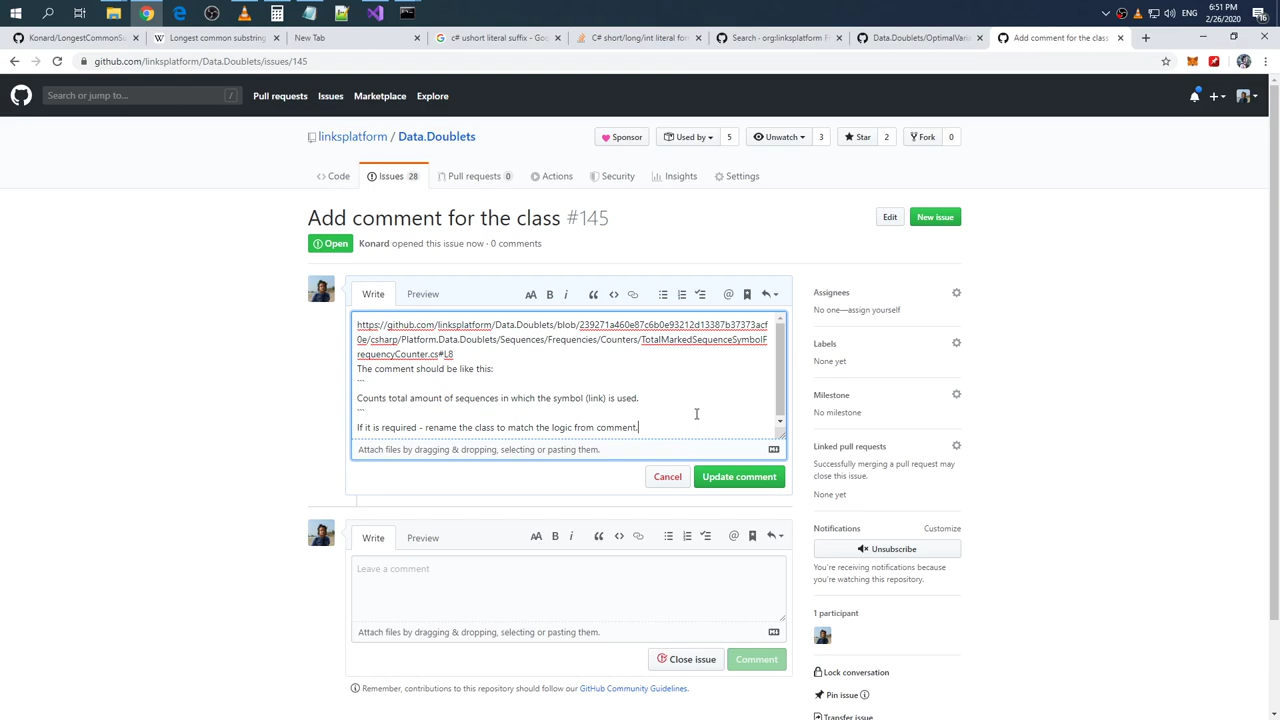 6:51 PM
ENG
2/26/2020
16
Konard/LongestCommonSu
Longest common substring
New Tab
c# ushort literal suffix - Goo
C# short/long/int literal for
Search · org:linksplatform F
Data.Doublets/OptimalVaria
Add comment for the class
github.com/linksplatform/Data.Doublets/issues/145
Search or jump to...
/
Pull requests
Issues
Marketplace
Explore
linksplatform / Data.Doublets
Sponsor
Used by 5
Unwatch 3
Star 2
Fork 0
Code
Issues 28
Pull requests 0
Actions
Security
Insights
Settings
Add comment for the class #145
Edit
New issue
Open
Konard opened this issue now · 0 comments
Write
Preview
https://github.com/linksplatform/Data.Doublets/blob/239271a460e87c6b0e93212d13387b37373acf
0e/csharp/Platform.Data.Doublets/Sequences/Frequencies/Counters/TotalMarkedSequenceSymbolF
requencyCounter.cs#L8
The comment should be like this:
```
Counts total amount of sequences in which the symbol (link) is used.
```
If it is required - rename the class to match the logic from comment.
Attach files by dragging & dropping, selecting or pasting them.
Cancel
Update comment
Write
Preview
Leave a comment
Attach files by dragging & dropping, selecting or pasting them.
Close issue
Comment
Remember, contributions to this repository should follow our GitHub Community Guidelines.
Assignees
No one—assign yourself
Labels
None yet
Milestone
No milestone
Linked pull requests
Successfully merging a pull request may
close this issue.
None yet
Notifications
Customize
Unsubscribe
You're receiving notifications because
you're watching this repository.
1 participant
Lock conversation
Pin issue
Transfer issue